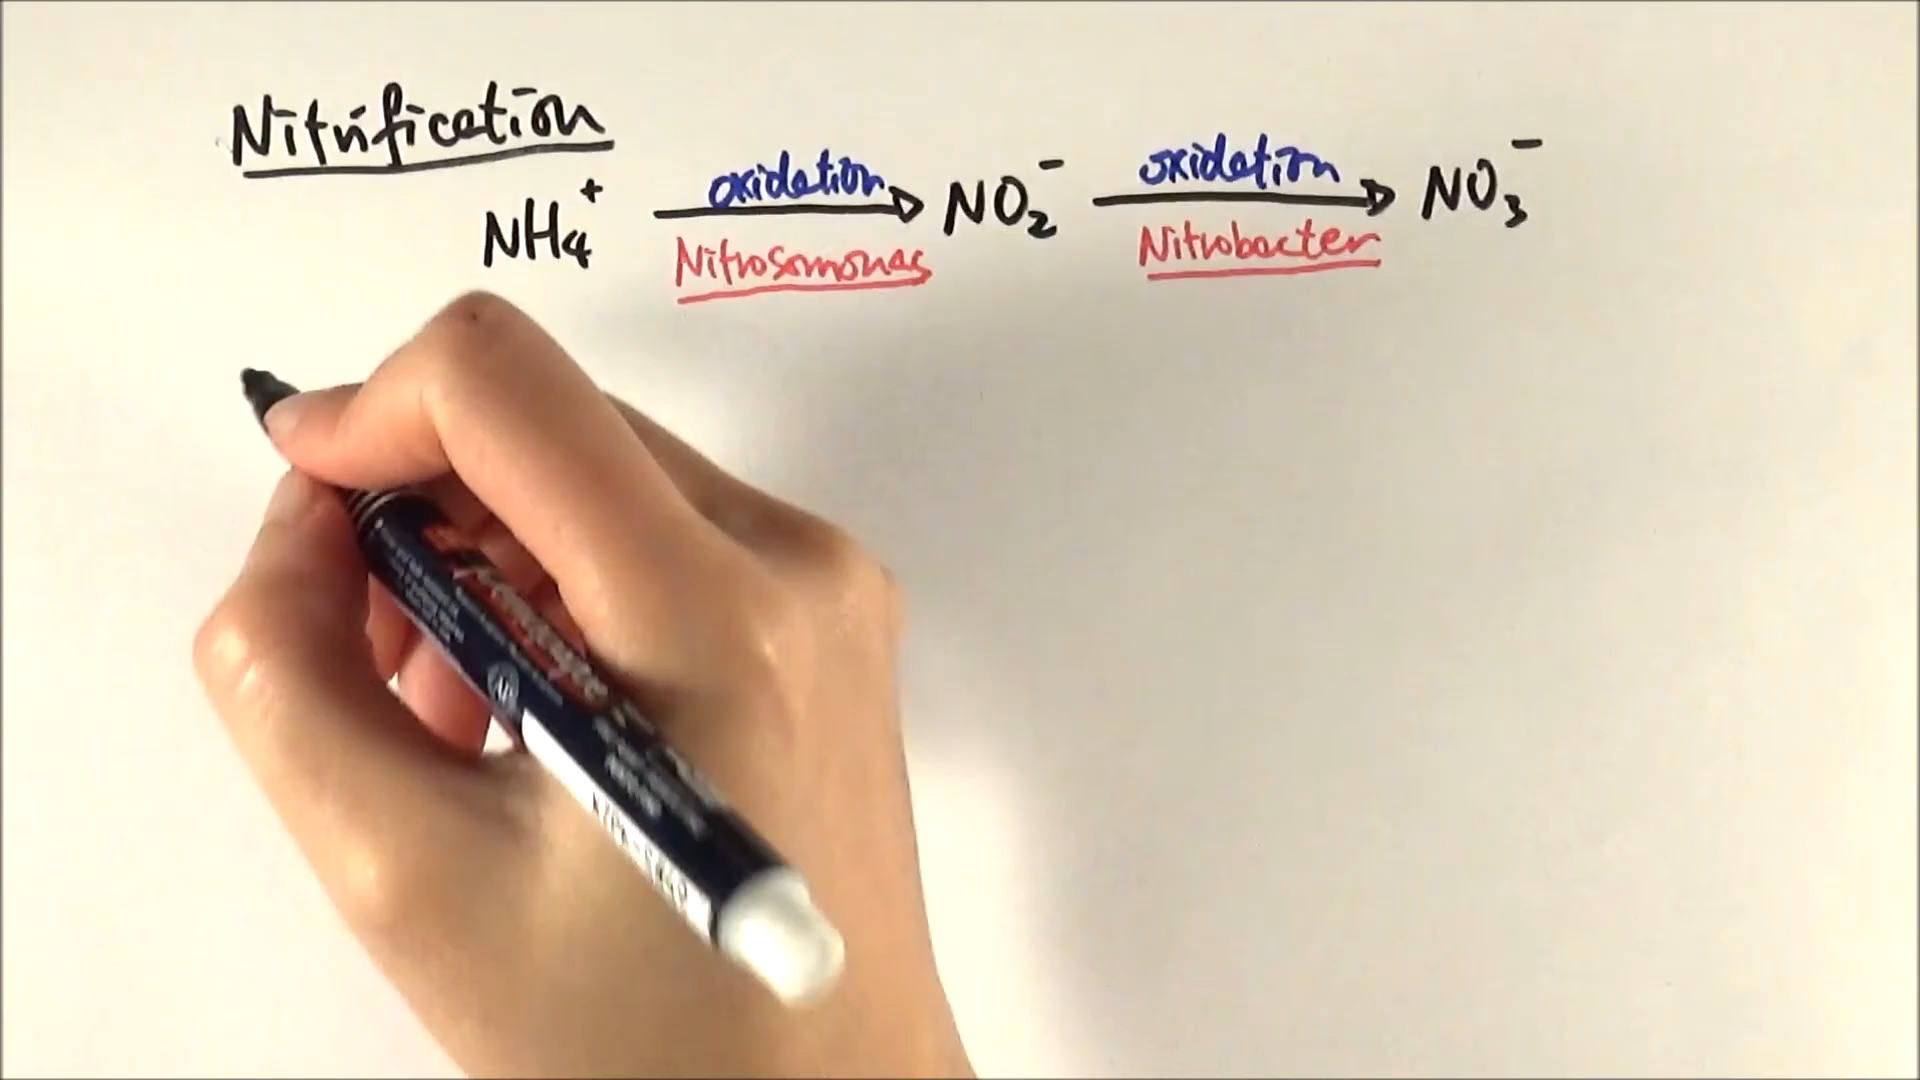 Nitrification
NH₄⁺ oxidation NO₂⁻ oxidation NO₃⁻
Nitrosomonas Nitrobacter